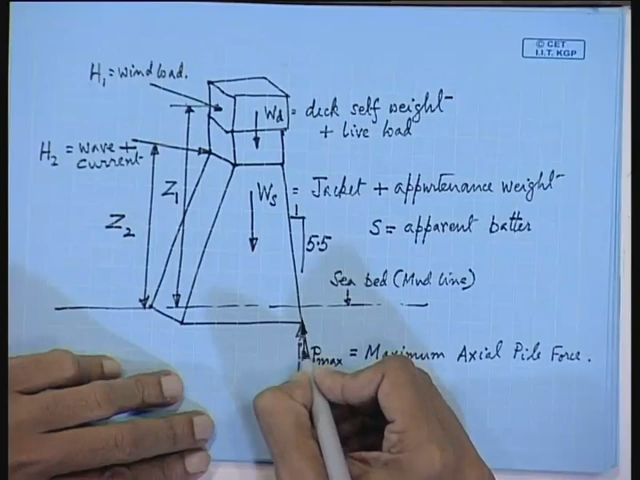 © CET
I.I.T. KGP
H₁ = wind load.
Wd = deck self weight
+ live load
H₂ = wave +
current
Z₁
Z₂
Ws = Jacket + appurtenance weight
1
5.5
S = apparent batter
Sea bed (Mud line)
Pmax = Maximum Axial Pile Force.